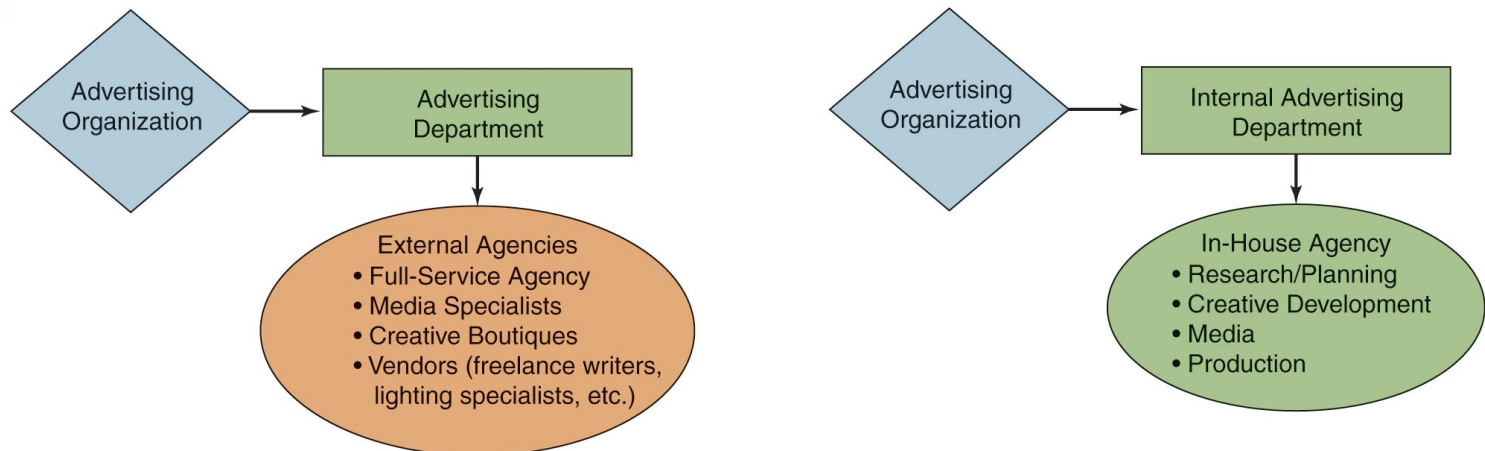 Advertising
Organization
Advertising
Department
External Agencies
• Full-Service Agency
• Media Specialists
• Creative Boutiques
• Vendors (freelance writers,
lighting specialists, etc.)
Advertising
Organization
Internal Advertising
Department
In-House Agency
• Research/Planning
• Creative Development
• Media
• Production